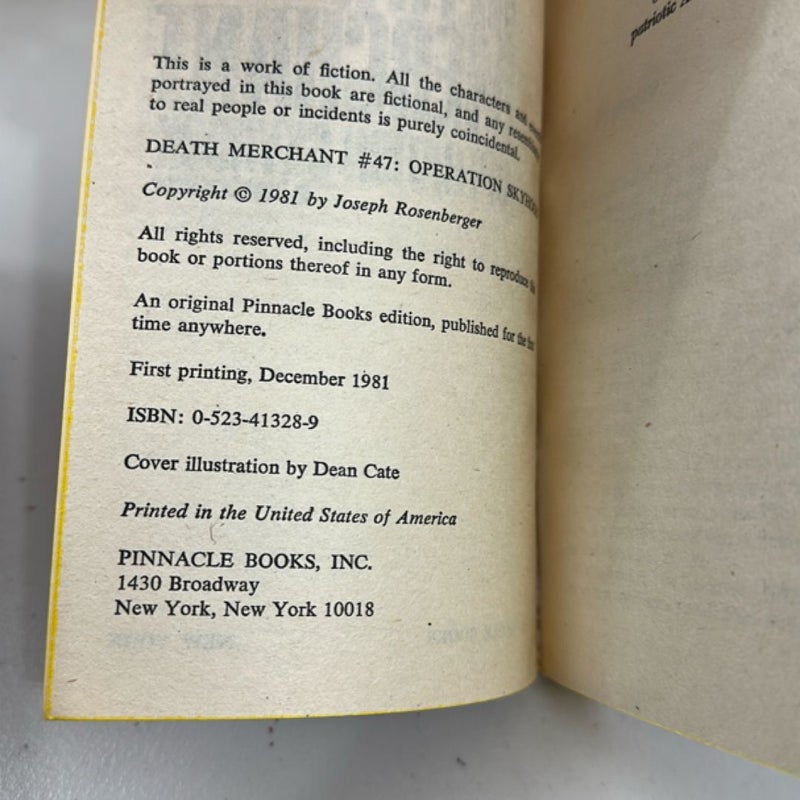 This is a work of fiction. All the characters and
portrayed in this book are fictional, and any
to real people or incidents is purely coincidental.
DEATH MERCHANT #47: OPERATION
Copyright © 1981 by Joseph Rosenberger
All rights reserved, including the right to reproduce
book or portions thereof in any form.
An original Pinnacle Books edition, published for the
time anywhere.
First printing, December 1981
ISBN: 0-523-41328-9
Cover illustration by Dean Cate
Printed in the United States of America
PINNACLE BOOKS, INC.
1430 Broadway
New York, New York 10018
patriotic